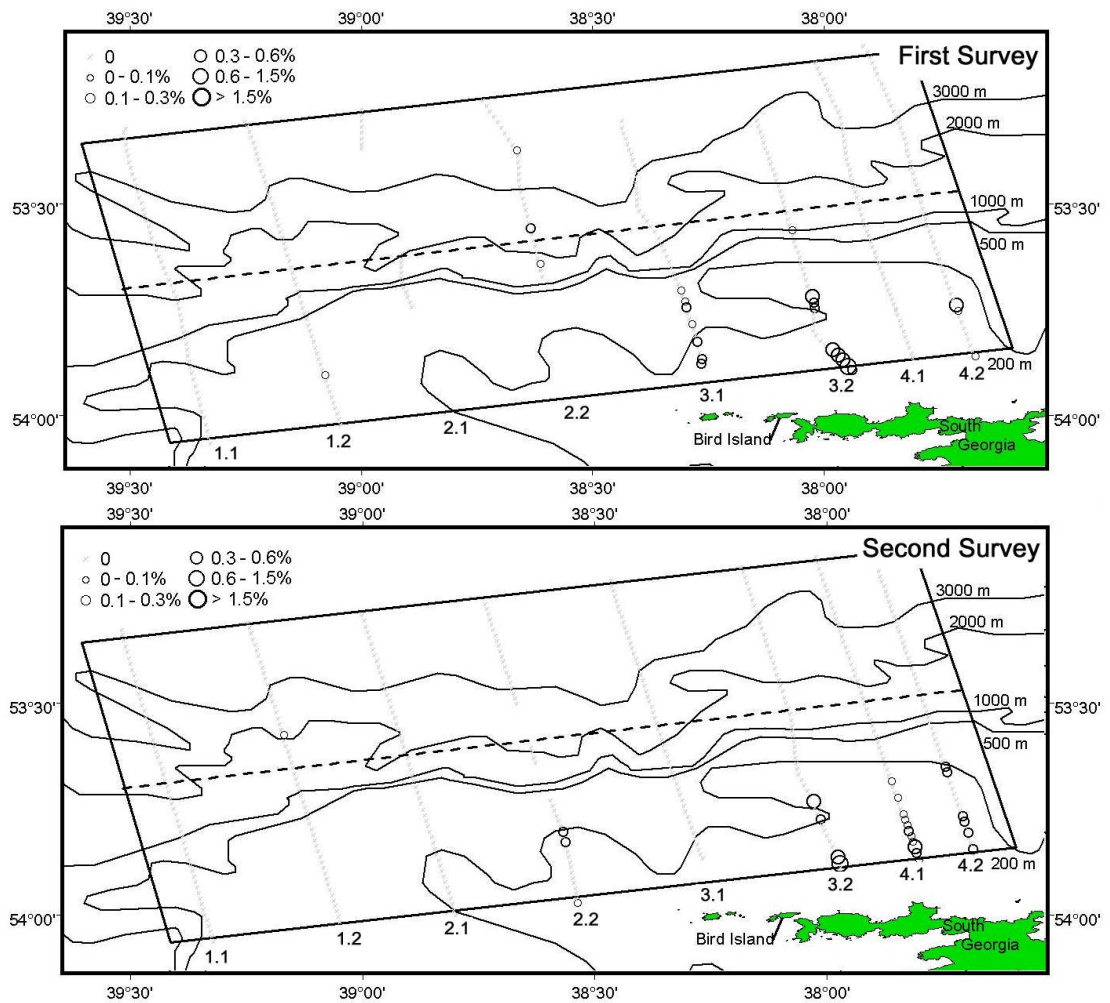 39°30' 39°00' 38°30' 38°00'
First Survey
0 0.3 - 0.6%
0 - 0.1% 0.6 - 1.5%
0.1 - 0.3% > 1.5%
3000 m
2000 m
53°30' 1000 m 53°30'
500 m
200 m
54°00' 1.1 1.2 2.1 2.2 3.1 3.2 4.1 4.2 54°00'
Bird Island
South
Georgia
39°30' 39°00' 38°30' 38°00'
39°30' 39°00' 38°30' 38°00'
Second Survey
0 0.3 - 0.6%
0 - 0.1% 0.6 - 1.5%
0.1 - 0.3% > 1.5%
3000 m
2000 m
53°30' 1000 m 53°30'
500 m
200 m
54°00' 1.1 1.2 2.1 2.2 3.1 3.2 4.1 4.2 54°00'
Bird Island
South
Georgia
39°30' 39°00' 38°30' 38°00'